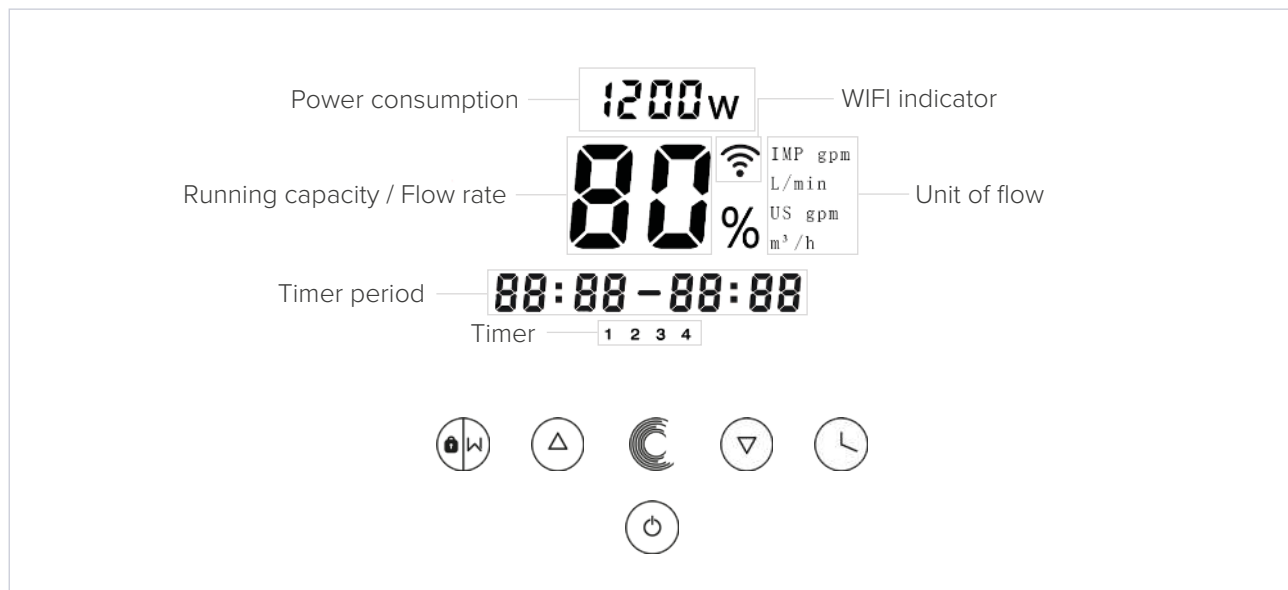 Power consumption
1200W
WIFI indicator
Running capacity / Flow rate
80
%
IMP gpm
L/min
US gpm
m³/h
Unit of flow
Timer period
88:88-88:88
Timer
1 2 3 4